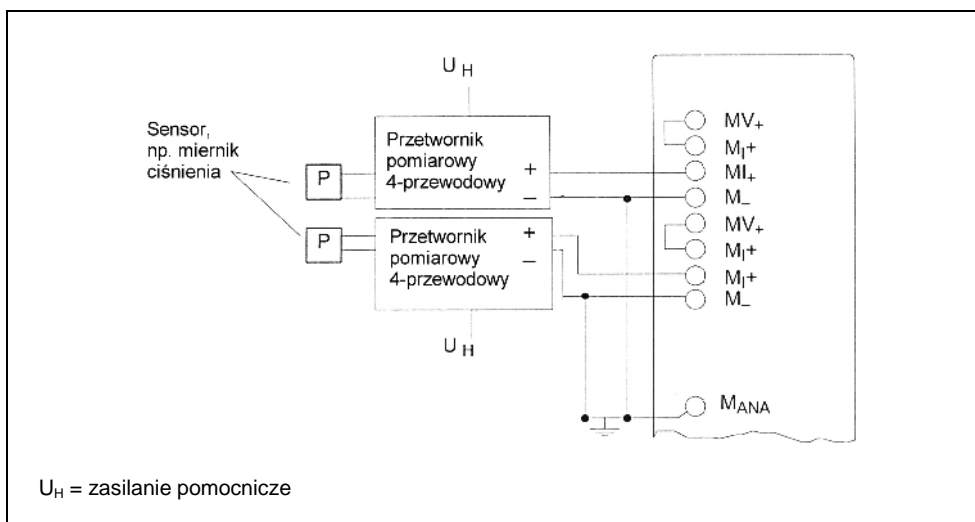 U H
Sensor,
np. miernik
ciśnienia
P
Przetwornik
pomiarowy
4-przewodowy
+
−
P
Przetwornik
pomiarowy
4-przewodowy
+
−
U H
MV+
MI+
MI+
M−
MV+
MI+
MI+
M−
MANA
UH = zasilanie pomocnicze